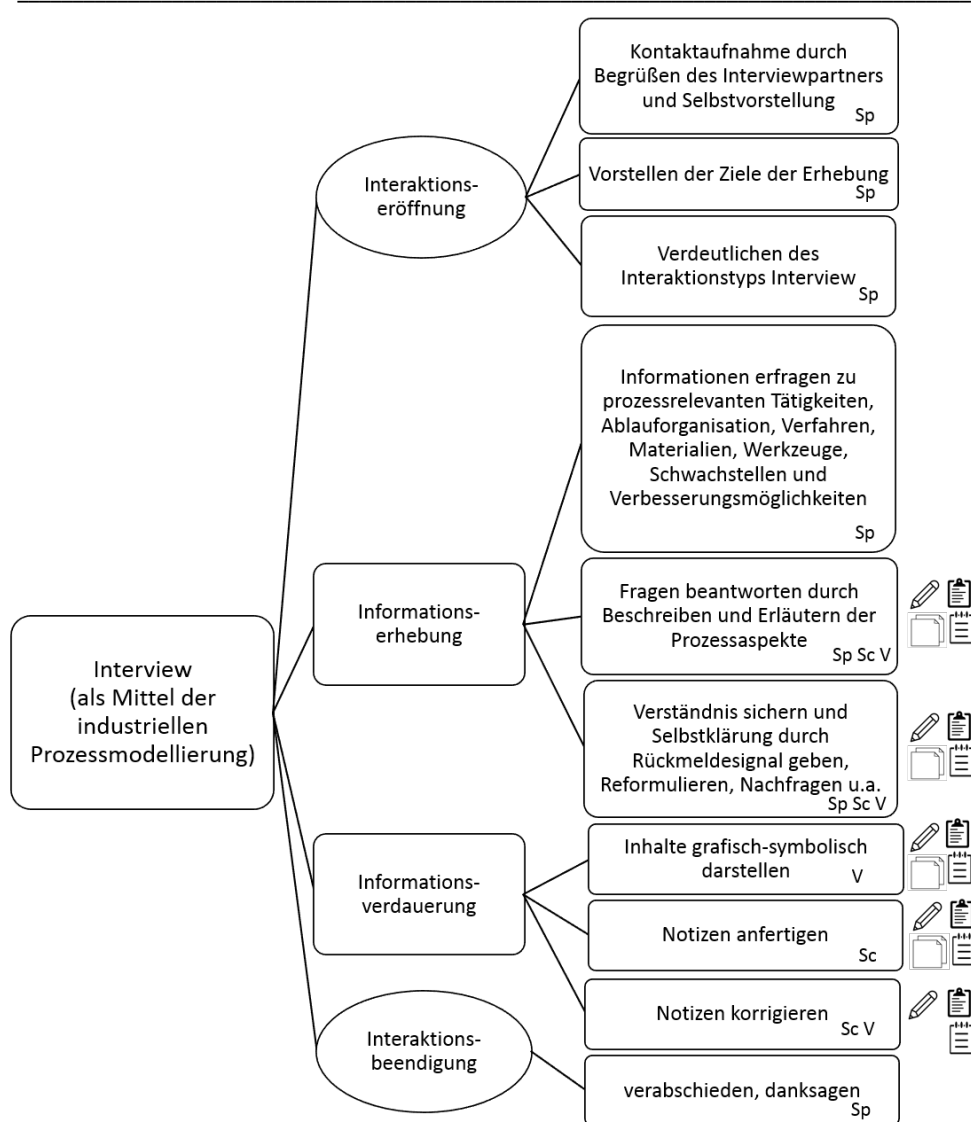 Kontaktaufnahme durch
Begrüßen des Interviewpartners
und Selbstvorstellung
Sp
Interaktions-
eröffnung
Vorstellen der Ziele der Erhebung
Sp
Verdeutlichen des
Interaktionstyps Interview
Sp
Informationen erfragen zu
prozessrelevanten Tätigkeiten,
Ablauforganisation, Verfahren,
Materialien, Werkzeuge,
Schwachstellen und
Verbesserungsmöglichkeiten
Sp
Informations-
erhebung
Fragen beantworten durch
Beschreiben und Erläutern der
Prozessaspekte
Sp Sc V
Interview
(als Mittel der
industriellen
Prozessmodellierung)
Verständnis sichern und
Selbstklärung durch
Rückmeldesignal geben,
Reformulieren, Nachfragen u.a.
Sp Sc V
Informations-
verdauerung
Inhalte grafisch-symbolisch
darstellen
V
Notizen anfertigen
Sc
Notizen korrigieren
Sc V
Interaktions-
beendigung
verabschieden, danksagen
Sp